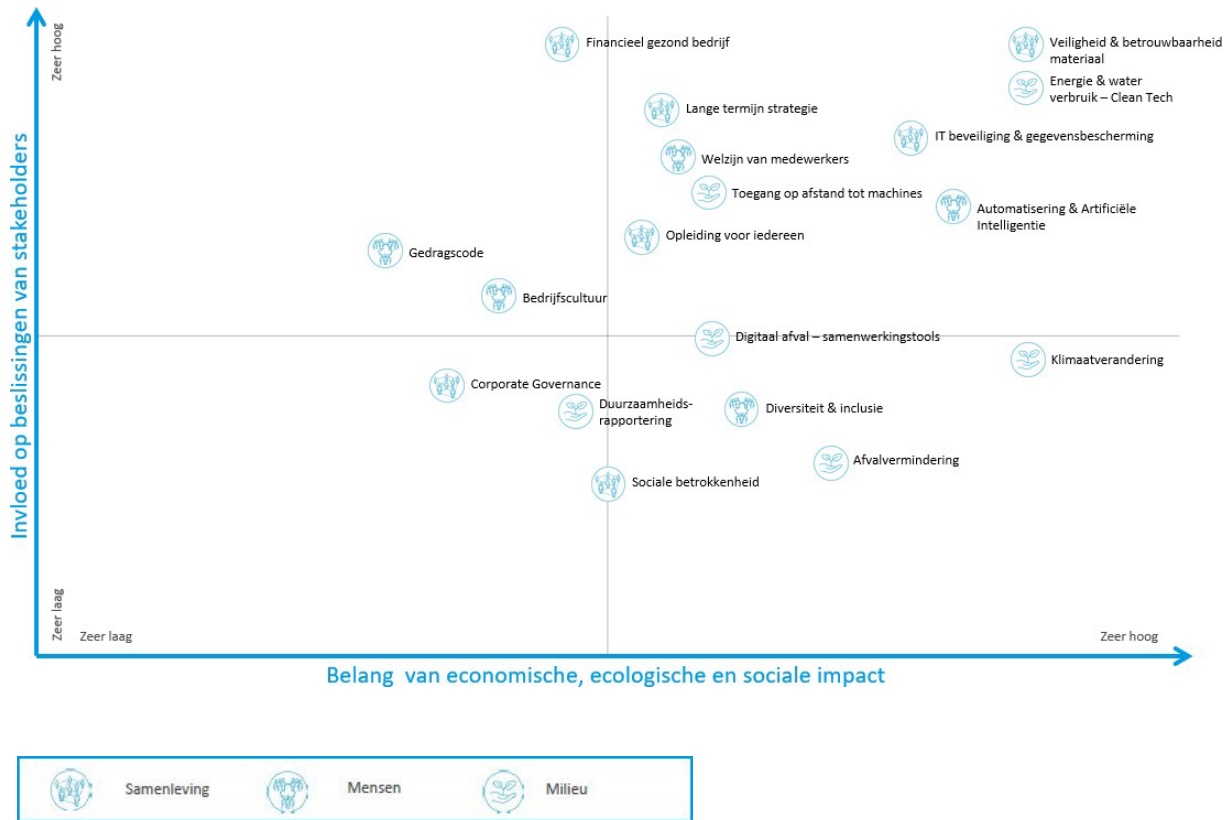 Zeer hoog
Invloed op beslissingen van stakeholders
Zeer laag
Financieel gezond bedrijf
Veiligheid & betrouwbaarheid
materiaal
Energie & water
verbruik – Clean Tech
Lange termijn strategie
IT beveiliging & gegevensbescherming
Welzijn van medewerkers
Toegang op afstand tot machines
Automatisering & Artificiële
Intelligentie
Opleiding voor iedereen
Gedragscode
Bedrijfscultuur
Digitaal afval – samenwerkingstools
Klimaatverandering
Corporate Governance
Duurzaamheids-
rapportering
Diversiteit & inclusie
Afvalvermindering
Sociale betrokkenheid
Zeer laag
Zeer hoog
Belang van economische, ecologische en sociale impact
Samenleving
Mensen
Milieu